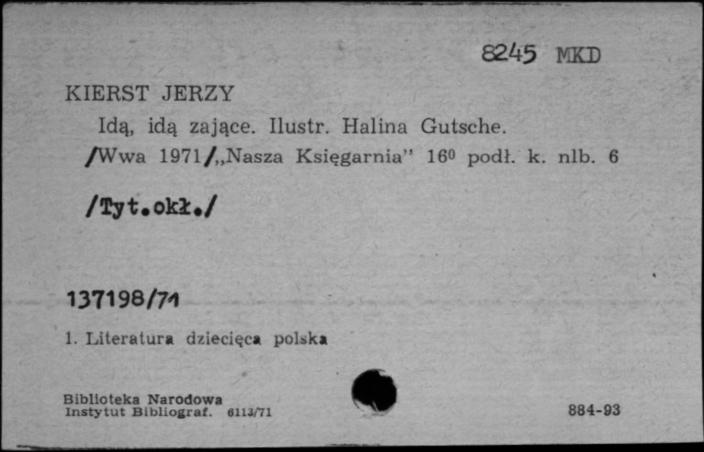 8245 MKD
KIERST JERZY
Idą, idą zające. Ilustr. Halina Gutsche.
/Wwa 1971/„Nasza Księgarnia” 16⁰ podł. k. nlb. 6
/Tyt.okł./
137198/71
1. Literatura dziecięca polska
Biblioteka Narodowa
Instytut Bibliograf. 6113/71
884-93